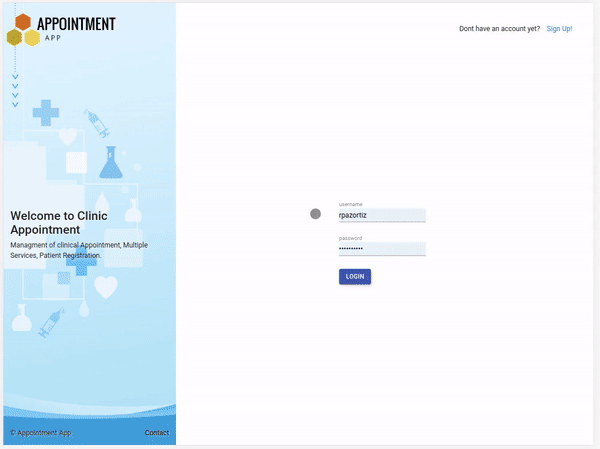 APPOINTMENT
APP
Dont have an account yet? Sign Up!
Welcome to Clinic
Appointment
Managment of clinical Appointment, Multiple
Services, Patient Registration.
username
rpazortiz
password
••••••••••
LOGIN
© Appointment App
Contact